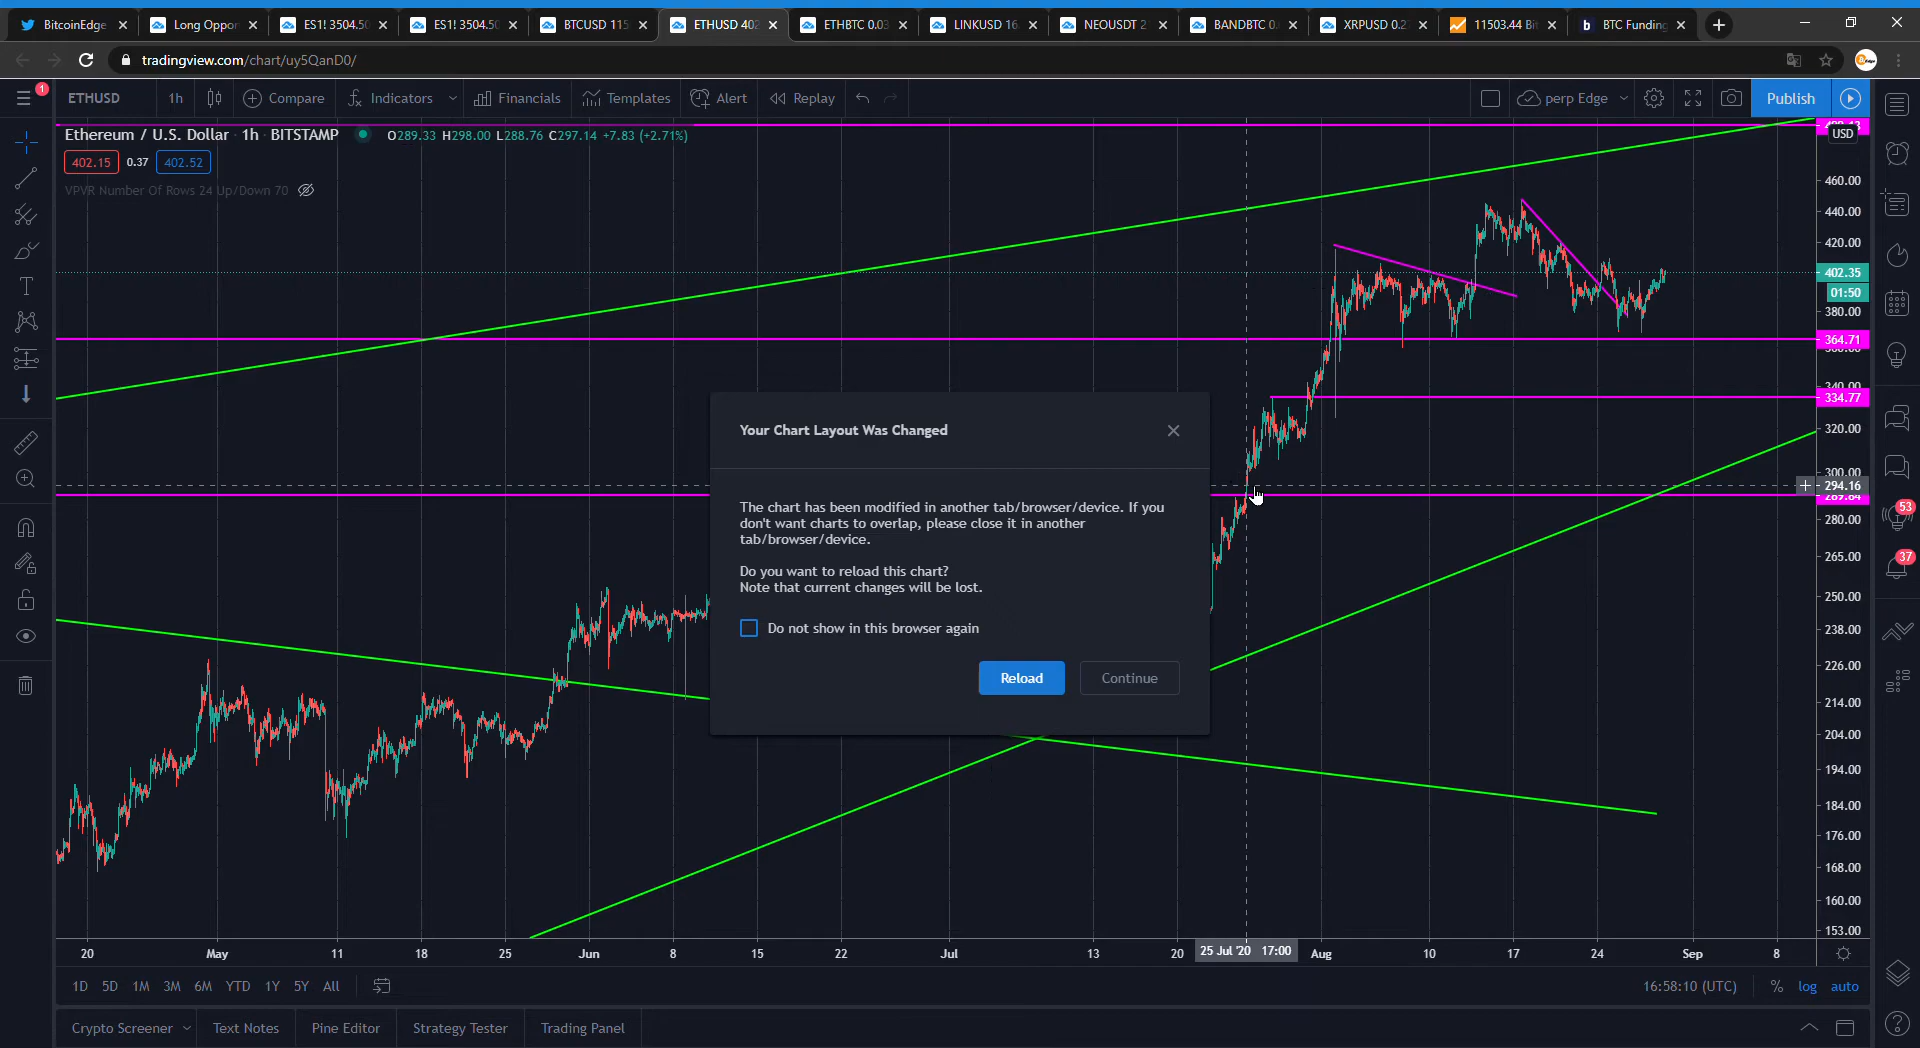 BitcoinEdge
Long Oppor
ES1! 3504.50
ES1! 3504.50
BTCUSD 115
ETHUSD 402
ETHBTC 0.03
LINKUSD 16
NEOUSDT 2
BANDBTC 0.
XRPUSD 0.2
11503.44 Bi
b BTC Funding
tradingview.com/chart/uy5QanD0/
1
ETHUSD
1h
Compare
Indicators
Financials
Templates
Alert
Replay
perp Edge
Publish
Ethereum / U.S. Dollar · 1h · BITSTAMP
O289.33 H298.00 L288.76 C297.14 +7.83 (+2.71%)
402.15
0.37
402.52
VPVR Number Of Rows 24 Up/Down 70
USD
460.00
440.00
420.00
402.35
01:50
380.00
364.71
340.00
334.77
320.00
300.00
294.16
280.00
265.00
250.00
238.00
226.00
214.00
204.00
194.00
184.00
176.00
168.00
160.00
153.00
53
37
Your Chart Layout Was Changed
The chart has been modified in another tab/browser/device. If you
don't want charts to overlap, please close it in another
tab/browser/device.
Do you want to reload this chart?
Note that current changes will be lost.
Do not show in this browser again
Reload
Continue
20
May
11
18
25
Jun
8
15
22
Jul
13
20
25 Jul '20 17:00
Aug
10
17
24
Sep
8
1D
5D
1M
3M
6M
YTD
1Y
5Y
All
16:58:10 (UTC)
%
log
auto
Crypto Screener
Text Notes
Pine Editor
Strategy Tester
Trading Panel